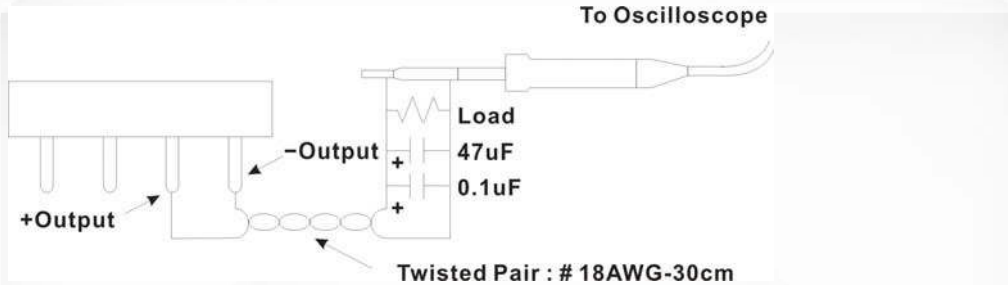 To Oscilloscope
Load
−Output
47uF
+
0.1uF
+
+Output
Twisted Pair : # 18AWG-30cm